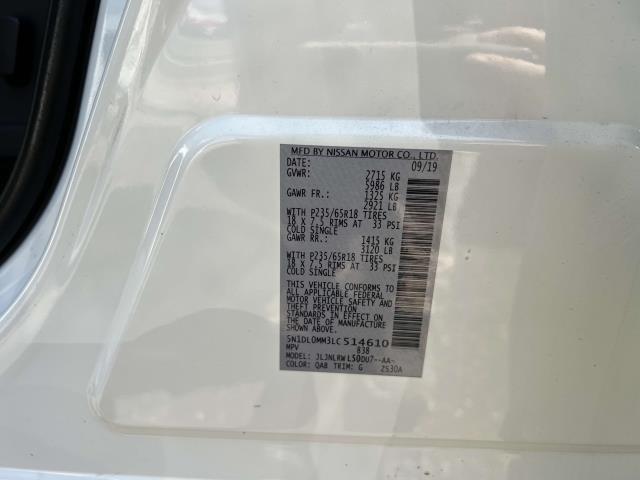 MFD BY NISSAN MOTOR CO., LTD.
DATE: 09/19
GVWR: 2715 KG
5986 LB
GAWR FR.: 1325 KG
2921 LB
WITH P235/65R18 TIRES
18 X 7.5 RIMS AT 33 PSI
COLD SINGLE
GAWR RR.: 1415 KG
3120 LB
WITH P235/65R18 TIRES
18 X 7.5 RIMS AT 33 PSI
COLD SINGLE
THIS VEHICLE CONFORMS TO
ALL APPLICABLE FEDERAL
MOTOR VEHICLE SAFETY AND
THEFT PREVENTION
STANDARDS IN EFFECT ON
THE DATE OF MANUFACTURE
SHOWN ABOVE.
5N1DL0MM3LC514610
MPV 838
MODEL: JLJNLRWL50DU7--AA-
COLOR: QAB TRIM: G ZS30A